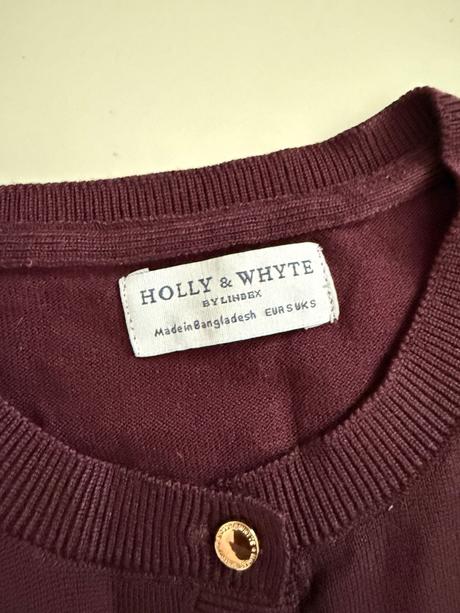 HOLLY & WHYTE
BY LINDEX
Made in Bangladesh EUR S UK S